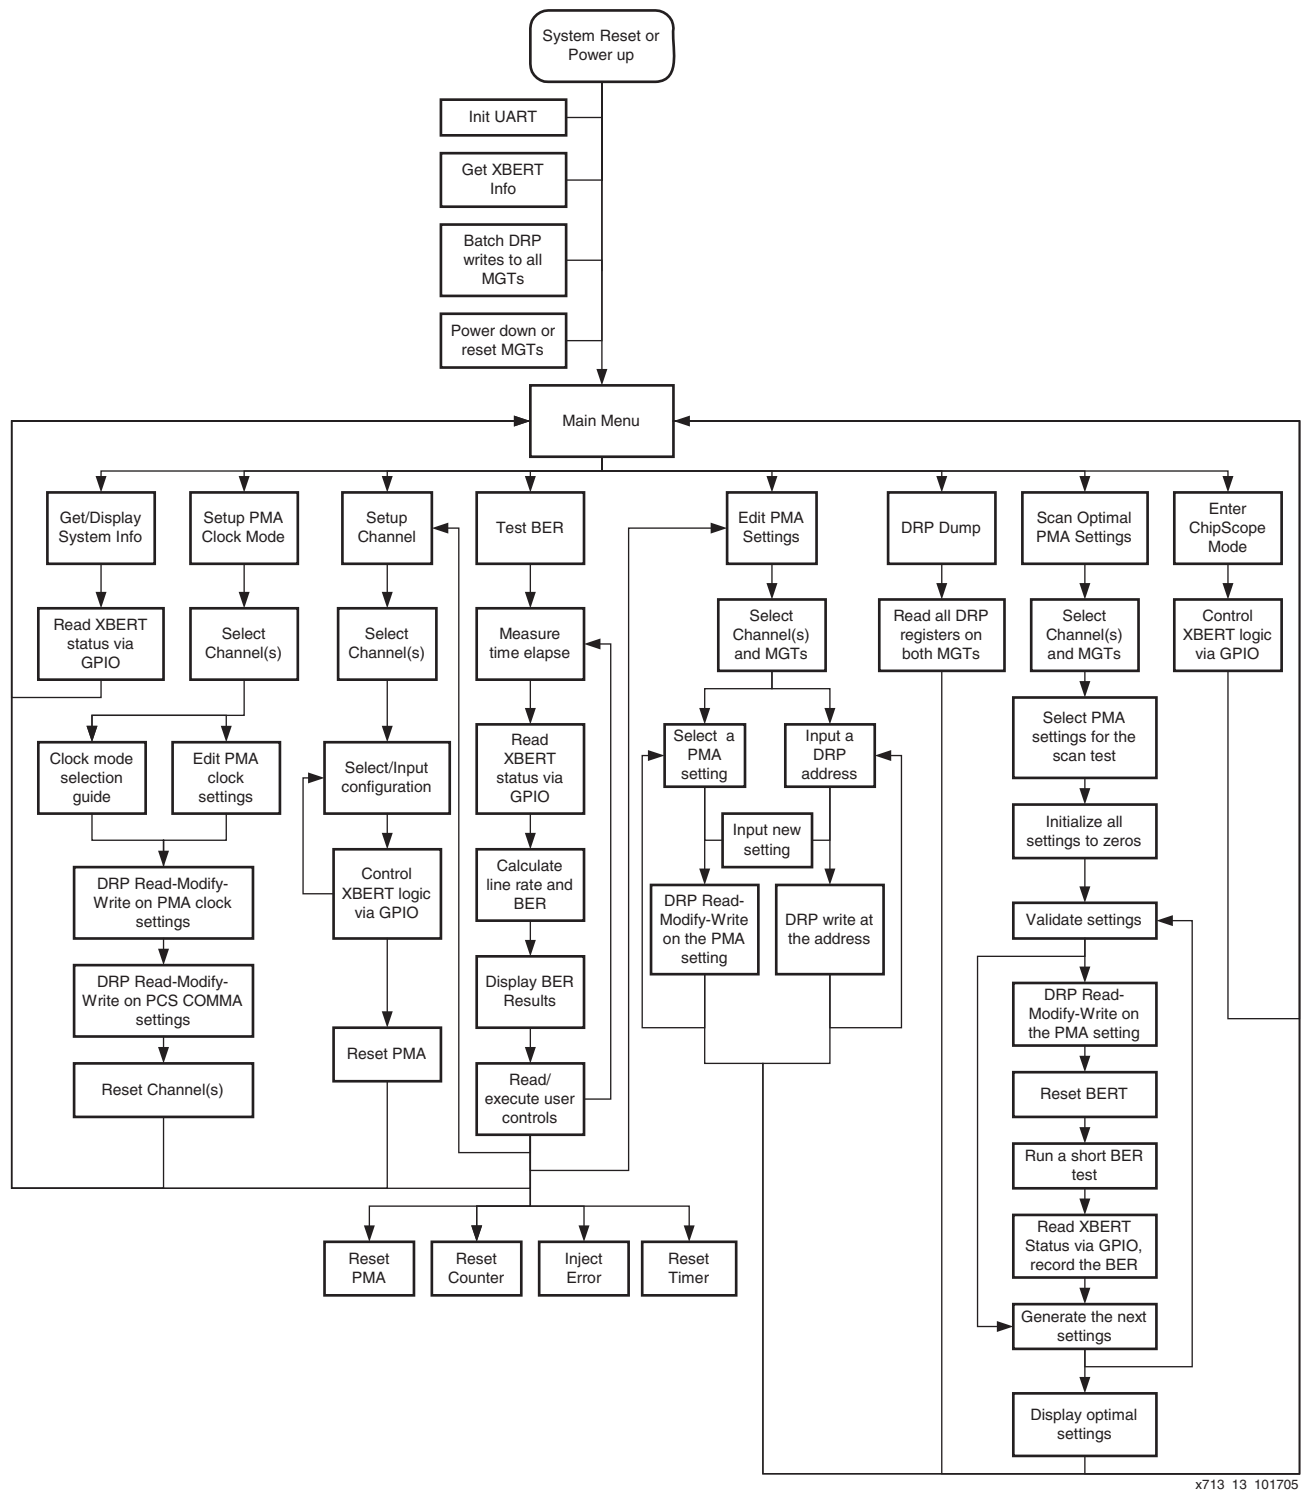 System Reset or
Power up
Init UART
Get XBERT
Info
Batch DRP
writes to all
MGTs
Power down or
reset MGTs
Main Menu
Get/Display
System Info
Setup PMA
Clock Mode
Setup
Channel
Test BER
Edit PMA
Settings
DRP Dump
Scan Optimal
PMA Settings
Enter
ChipScope
Mode
Read XBERT
status via
GPIO
Select
Channel(s)
Select
Channel(s)
Measure
time elapse
Select
Channel(s)
and MGTs
Read all DRP
registers on
both MGTs
Select
Channel(s)
and MGTs
Control
XBERT logic
via GPIO
Clock mode
selection
guide
Edit PMA
clock
settings
Select/Input
configuration
Read
XBERT
status via
GPIO
Select a
PMA
setting
Input a
DRP
address
Select PMA
settings for the
scan test
Input new
setting
Initialize all
settings to zeros
DRP Read-Modify-
Write on PMA clock
settings
Control
XBERT logic
via GPIO
Calculate
line rate and
BER
DRP Read-
Modify-Write
on the PMA
setting
DRP write at
the address
Validate settings
DRP Read-Modify-
Write on PCS COMMA
settings
Display BER
Results
DRP Read-
Modify-Write on
the PMA setting
Reset Channel(s)
Reset PMA
Read/
execute user
controls
Reset BERT
Run a short BER
test
Reset
PMA
Reset
Counter
Inject
Error
Reset
Timer
Read XBERT
Status via GPIO,
record the BER
Generate the next
settings
Display optimal
settings
x713_13_101705